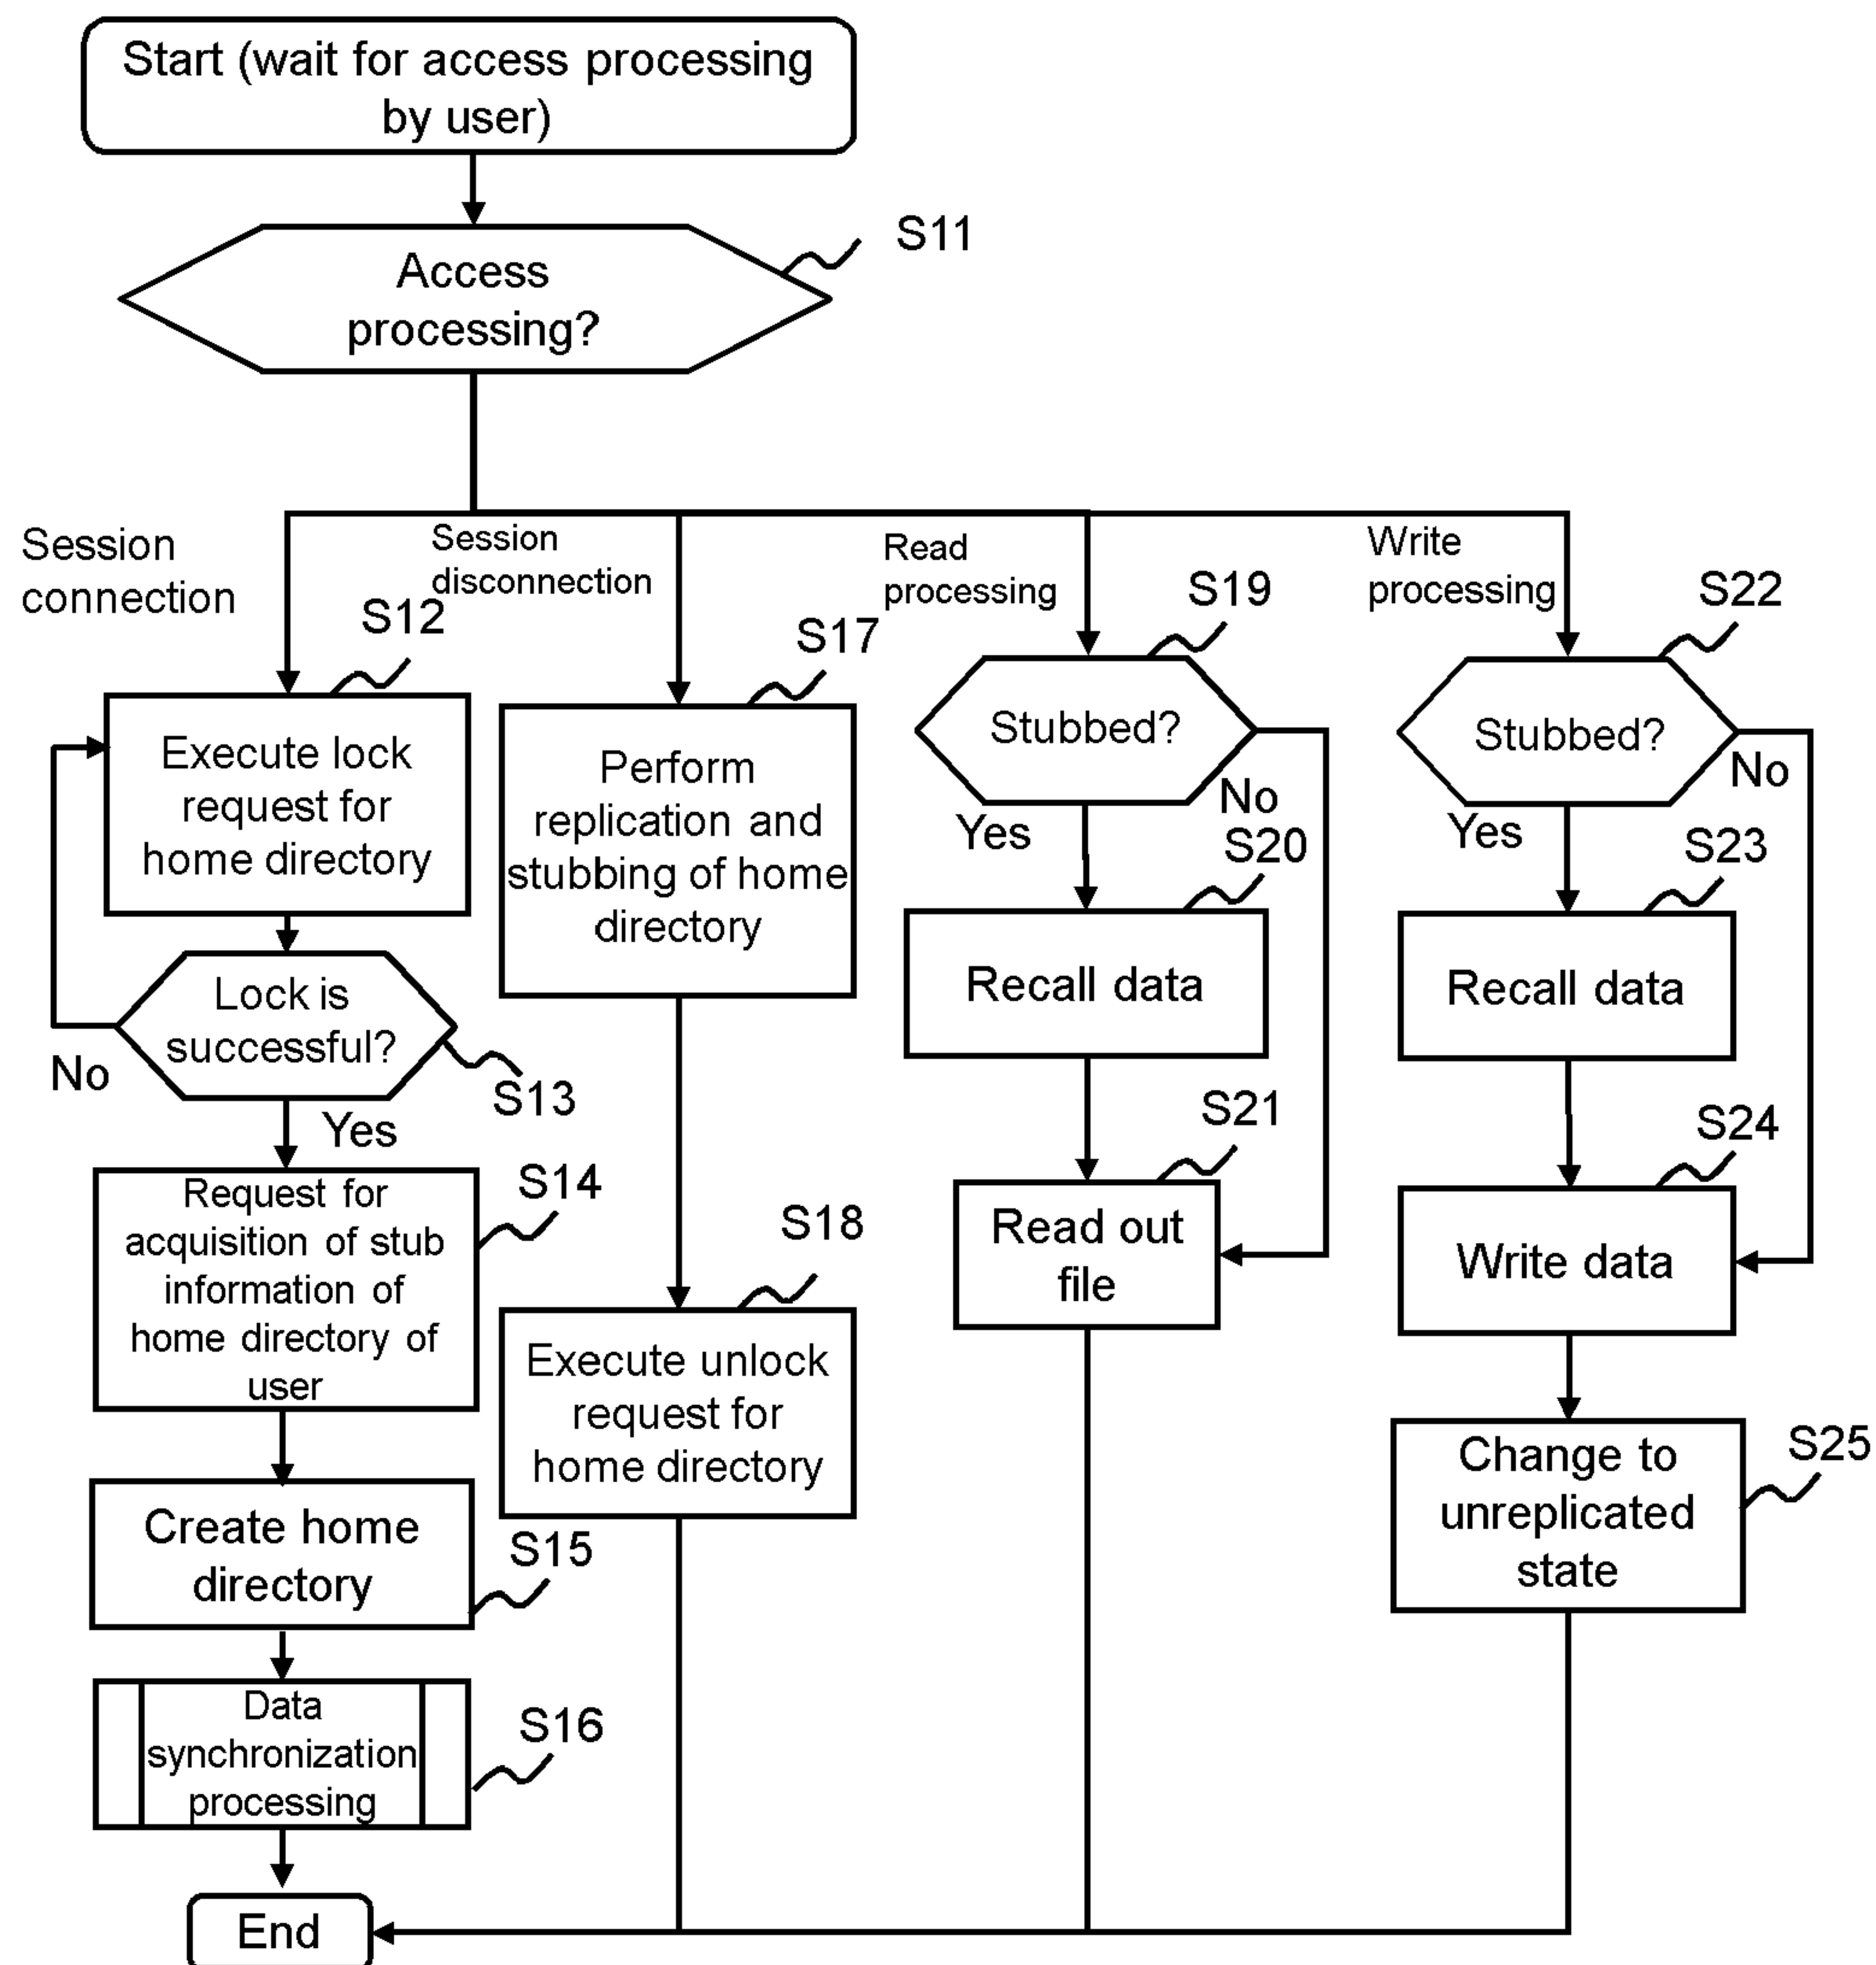 Start (wait for access processing
by user)
S11
Access
processing?
Session
connection
S12
Execute lock
request for
home directory
Lock is
successful?
No
S13
Yes
Request for
acquisition of stub
information of
home directory of
user
S14
Create home
directory
S15
Data
synchronization
processing
S16
End
Session
disconnection
S17
Perform
replication and
stubbing of home
directory
S18
Execute unlock
request for
home directory
Read
processing
S19
Stubbed?
No
Yes
S20
Recall data
S21
Read out
file
Write
processing
S22
Stubbed?
No
Yes
S23
Recall data
S24
Write data
Change to
unreplicated
state
S25